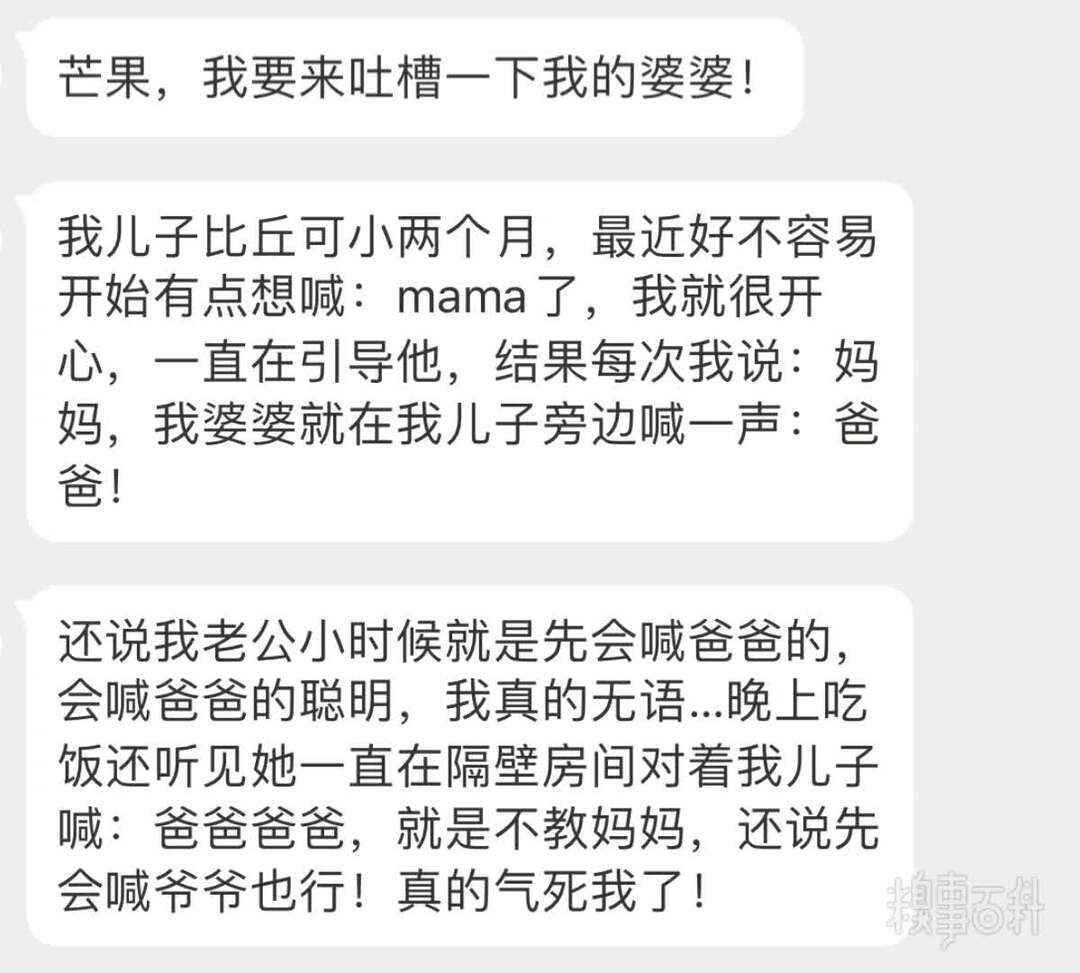 芒果，我要来吐槽一下我的婆婆！
我儿子比丘可小两个月，最近好不容易
开始有点想喊：mama了，我就很开
心，一直在引导他，结果每次我说：妈
妈，我婆婆就在我儿子旁边喊一声：爸
爸！
还说我老公小时候就是先会喊爸爸的，
会喊爸爸的聪明，我真的无语...晚上吃
饭还听见她一直在隔壁房间对着我儿子
喊：爸爸爸爸，就是不教妈妈，还说先
会喊爷爷也行！真的气死我了！
糗事百科